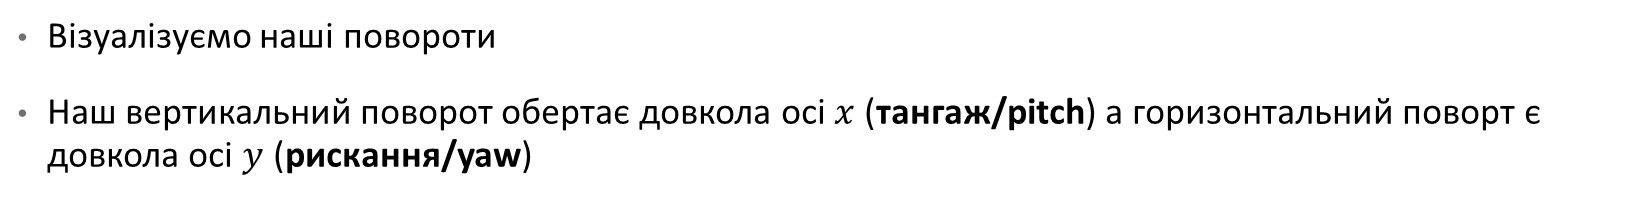 • Візуалізуємо наші повороти
• Наш вертикальний поворот обертає довкола осі x (тангаж/pitch) а горизонтальний поворт є
довкола осі y (рискання/yaw)